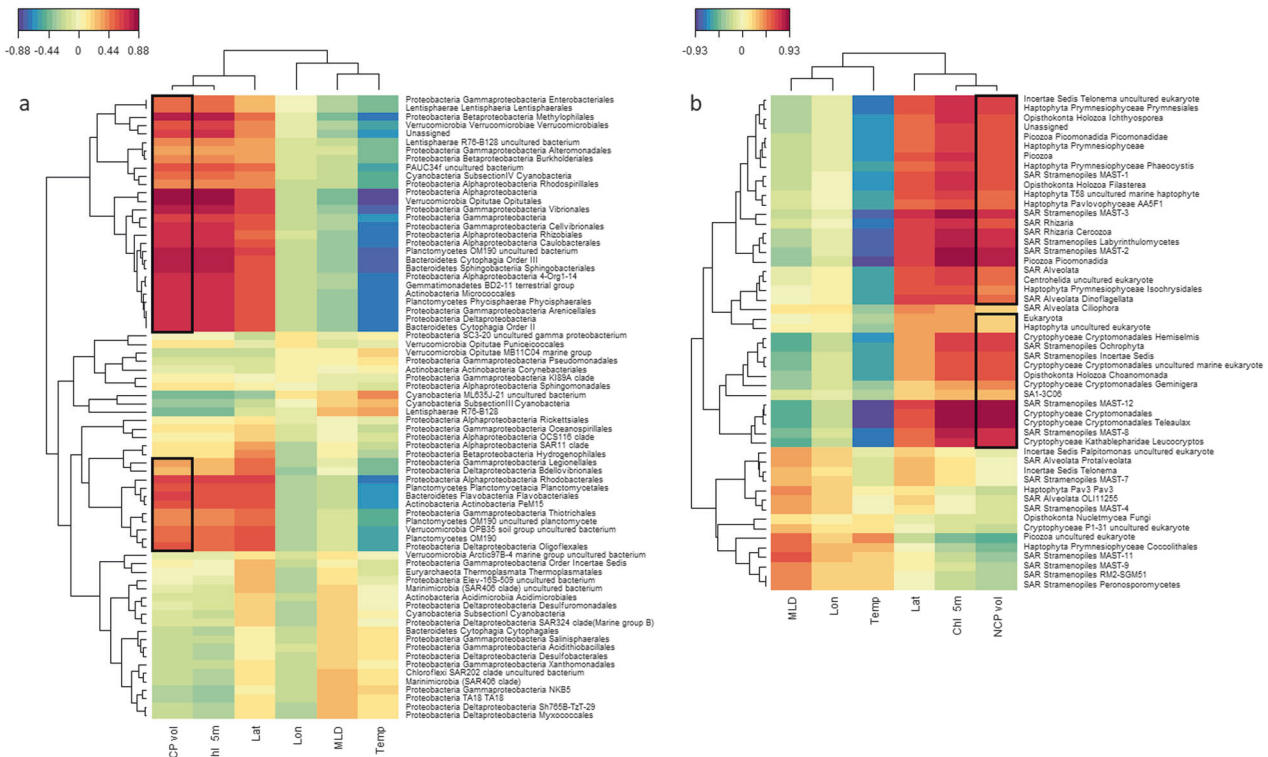 -0.88 -0.44 0 0.44 0.88
a
Proteobacteria Gammaproteobacteria Enterobacteriales
Lentisphaerae Lentisphaeria Lentisphaerales
Proteobacteria Betaproteobacteria Methylophilales
Verrucomicrobia Verrucomicrobiae Verrucomicrobiales
Unassigned
Lentisphaerae R76-B128 uncultured bacterium
Proteobacteria Gammaproteobacteria Alteromonadales
Proteobacteria Betaproteobacteria Burkholderiales
PAUC34f uncultured bacterium
Cyanobacteria SubsectionIV Cyanobacteria
Proteobacteria Alphaproteobacteria Rhodospirillales
Proteobacteria Alphaproteobacteria
Verrucomicrobia Opitutae Opitutales
Proteobacteria Gammaproteobacteria Vibrionales
Proteobacteria Gammaproteobacteria
Proteobacteria Gammaproteobacteria Cellvibrionales
Proteobacteria Alphaproteobacteria Rhizobiales
Proteobacteria Alphaproteobacteria Caulobacterales
Planctomycetes OM190 uncultured bacterium
Bacteroidetes Cytophagia Order III
Bacteroidetes Sphingobacteriia Sphingobacteriales
Proteobacteria Alphaproteobacteria 4-Org1-14
Gemmatimonadetes BD2-11 terrestrial group
Actinobacteria Micrococcales
Planctomycetes Phycisphaerae Phycisphaerales
Proteobacteria Gammaproteobacteria Arenicellales
Proteobacteria Deltaproteobacteria
Bacteroidetes Cytophagia Order II
Proteobacteria SC3-20 uncultured gamma proteobacterium
Verrucomicrobia Opitutae Puniceicoccales
Verrucomicrobia Opitutae MB11C04 marine group
Proteobacteria Gammaproteobacteria Pseudomonadales
Actinobacteria Actinobacteria Corynebacteriales
Proteobacteria Gammaproteobacteria KI89A clade
Proteobacteria Alphaproteobacteria Sphingomonadales
Cyanobacteria ML635J-21 uncultured bacterium
Cyanobacteria SubsectionIII Cyanobacteria
Lentisphaerae R76-B128
Proteobacteria Alphaproteobacteria Rickettsiales
Proteobacteria Gammaproteobacteria Oceanospirillales
Proteobacteria Alphaproteobacteria OCS116 clade
Proteobacteria Alphaproteobacteria SAR11 clade
Proteobacteria Betaproteobacteria Hydrogenophilales
Proteobacteria Gammaproteobacteria Legionellales
Proteobacteria Deltaproteobacteria Bdellovibrionales
Proteobacteria Alphaproteobacteria Rhodobacterales
Planctomycetes Planctomycetacia Planctomycetales
Bacteroidetes Flavobacteriia Flavobacteriales
Actinobacteria Actinobacteria PeM15
Proteobacteria Gammaproteobacteria Thiotrichales
Planctomycetes OM190 uncultured planctomycete
Verrucomicrobia OPB35 soil group uncultured bacterium
Planctomycetes OM190
Proteobacteria Deltaproteobacteria Oligoflexales
Verrucomicrobia Arctic97B-4 marine group uncultured bacterium
Proteobacteria Gammaproteobacteria Order Incertae Sedis
Euryarchaeota Thermoplasmata Thermoplasmatales
Proteobacteria Elev-16S-509 uncultured bacterium
Marinimicrobia (SAR406 clade) uncultured bacterium
Actinobacteria Acidimicrobiia Acidimicrobiales
Proteobacteria Deltaproteobacteria Desulfuromonadales
Cyanobacteria SubsectionI Cyanobacteria
Proteobacteria Deltaproteobacteria SAR324 clade(Marine group B)
Bacteroidetes Cytophagia Cytophagales
Proteobacteria Gammaproteobacteria Salinisphaerales
Proteobacteria Gammaproteobacteria Acidithiobacillales
Proteobacteria Deltaproteobacteria Desulfobacterales
Proteobacteria Gammaproteobacteria Xanthomonadales
Chloroflexi SAR202 clade uncultured bacterium
Marinimicrobia (SAR406 clade)
Proteobacteria Gammaproteobacteria NKB5
Proteobacteria TA18 TA18
Proteobacteria Deltaproteobacteria Sh765B-TzT-29
Proteobacteria Deltaproteobacteria Myxococcales
CP vol
hl 5m
Lat
Lon
MLD
Temp
-0.93 0 0.93
b
Incertae Sedis Telonema uncultured eukaryote
Haptophyta Prymnesiophyceae Prymnesiales
Opisthokonta Holozoa Ichthyosporea
Unassigned
Picozoa Picomonadida Picomonadidae
Haptophyta Prymnesiophyceae
Picozoa
Haptophyta Prymnesiophyceae Phaeocystis
SAR Stramenopiles MAST-1
Opisthokonta Holozoa Filasterea
Haptophyta T58 uncultured marine haptophyte
Haptophyta Pavlovophyceae AA5F1
SAR Stramenopiles MAST-3
SAR Rhizaria
SAR Rhizaria Cercozoa
SAR Stramenopiles Labyrinthulomycetes
SAR Stramenopiles MAST-2
Picozoa Picomonadida
SAR Alveolata
Centrohelida uncultured eukaryote
Haptophyta Prymnesiophyceae Isochrysidales
SAR Alveolata Dinoflagellata
SAR Alveolata Ciliophora
Eukaryota
Haptophyta uncultured eukaryote
Cryptophyceae Cryptomonadales Hemiselmis
SAR Stramenopiles Ochrophyta
SAR Stramenopiles Incertae Sedis
Cryptophyceae Cryptomonadales uncultured marine eukaryote
Opisthokonta Holozoa Choanomonada
Cryptophyceae Cryptomonadales Geminigera
SA1-3C06
SAR Stramenopiles MAST-12
Cryptophyceae Cryptomonadales
Cryptophyceae Cryptomonadales Teleaulax
SAR Stramenopiles MAST-8
Cryptophyceae Kathablepharidae Leucocryptos
Incertae Sedis Palpitomonas uncultured eukaryote
SAR Alveolata Protalveolata
Incertae Sedis Telonema
SAR Stramenopiles MAST-7
Haptophyta Pav3 Pav3
SAR Alveolata OLI11255
SAR Stramenopiles MAST-4
Opisthokonta Nucletmycea Fungi
Cryptophyceae P1-31 uncultured eukaryote
Picozoa uncultured eukaryote
Haptophyta Prymnesiophyceae Coccolithales
SAR Stramenopiles MAST-11
SAR Stramenopiles MAST-9
SAR Stramenopiles RM2-SGM51
SAR Stramenopiles Peronosporomycetes
MLD
Lon
Temp
Lat
Chl 5m
NCP vol